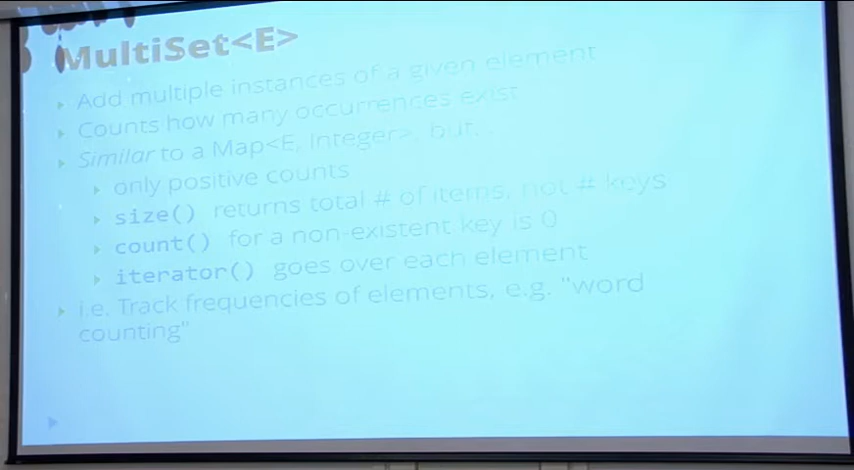 MultiSet<E>
Add multiple instances of a given element
Counts how many occurrences exist
Similar to a Map<E, Integer>, but...
only positive counts
size() returns total # of items, not # keys
count() for a non-existent key is 0
iterator() goes over each element
i.e. Track frequencies of elements, e.g. "word
counting"